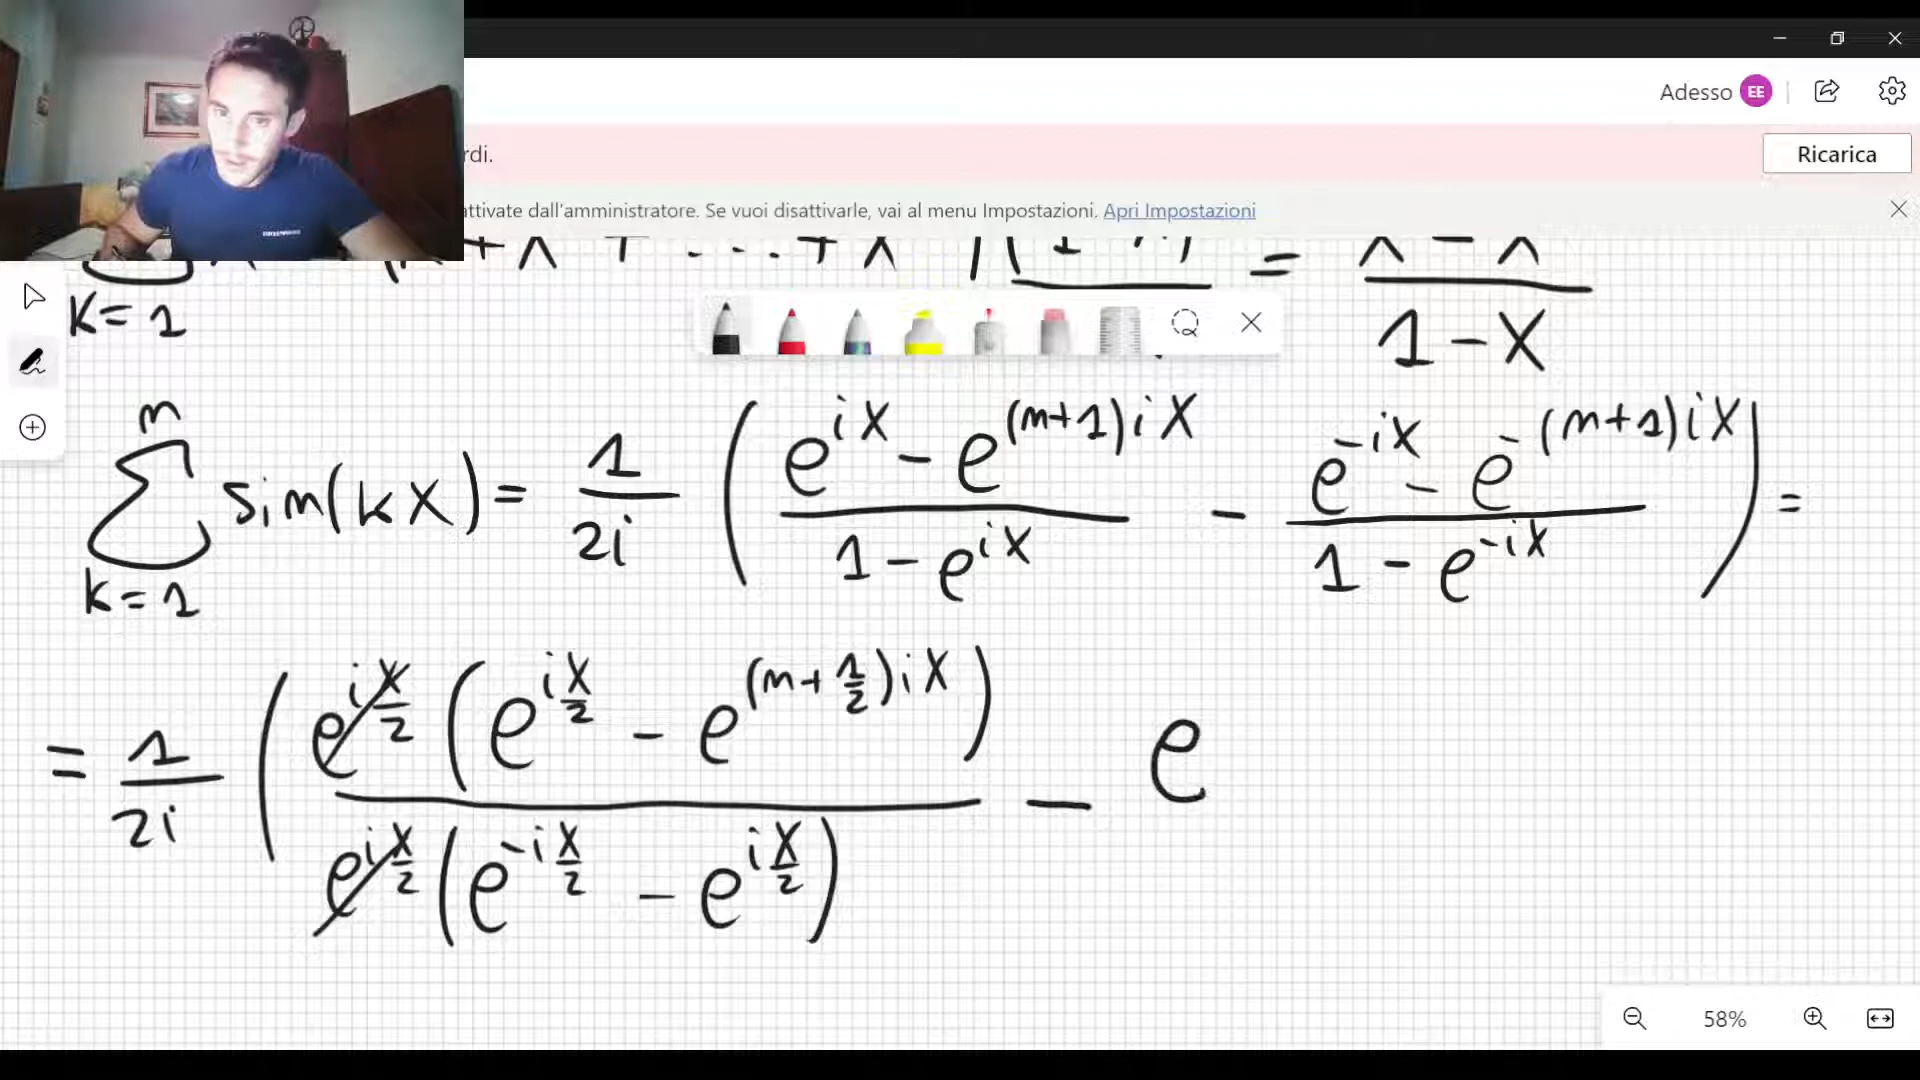 Adesso EE
rdi. Ricarica
attivate dall'amministratore. Se vuoi disattivarle, vai al menu Impostazioni. Apri Impostazioni
K=1
1-X
n
∑ sin(kX) = 1/2i ( (e^{iX} - e^{(n+1)iX})/(1 - e^{iX}) - (e^{-iX} - e^{-(n+1)iX})/(1 - e^{-iX}) ) =
k=1
= 1/2i ( (e^{iX/2} (e^{iX/2} - e^{(n+1/2)iX}))/(e^{iX/2} (e^{-iX/2} - e^{iX/2})) - e
58%